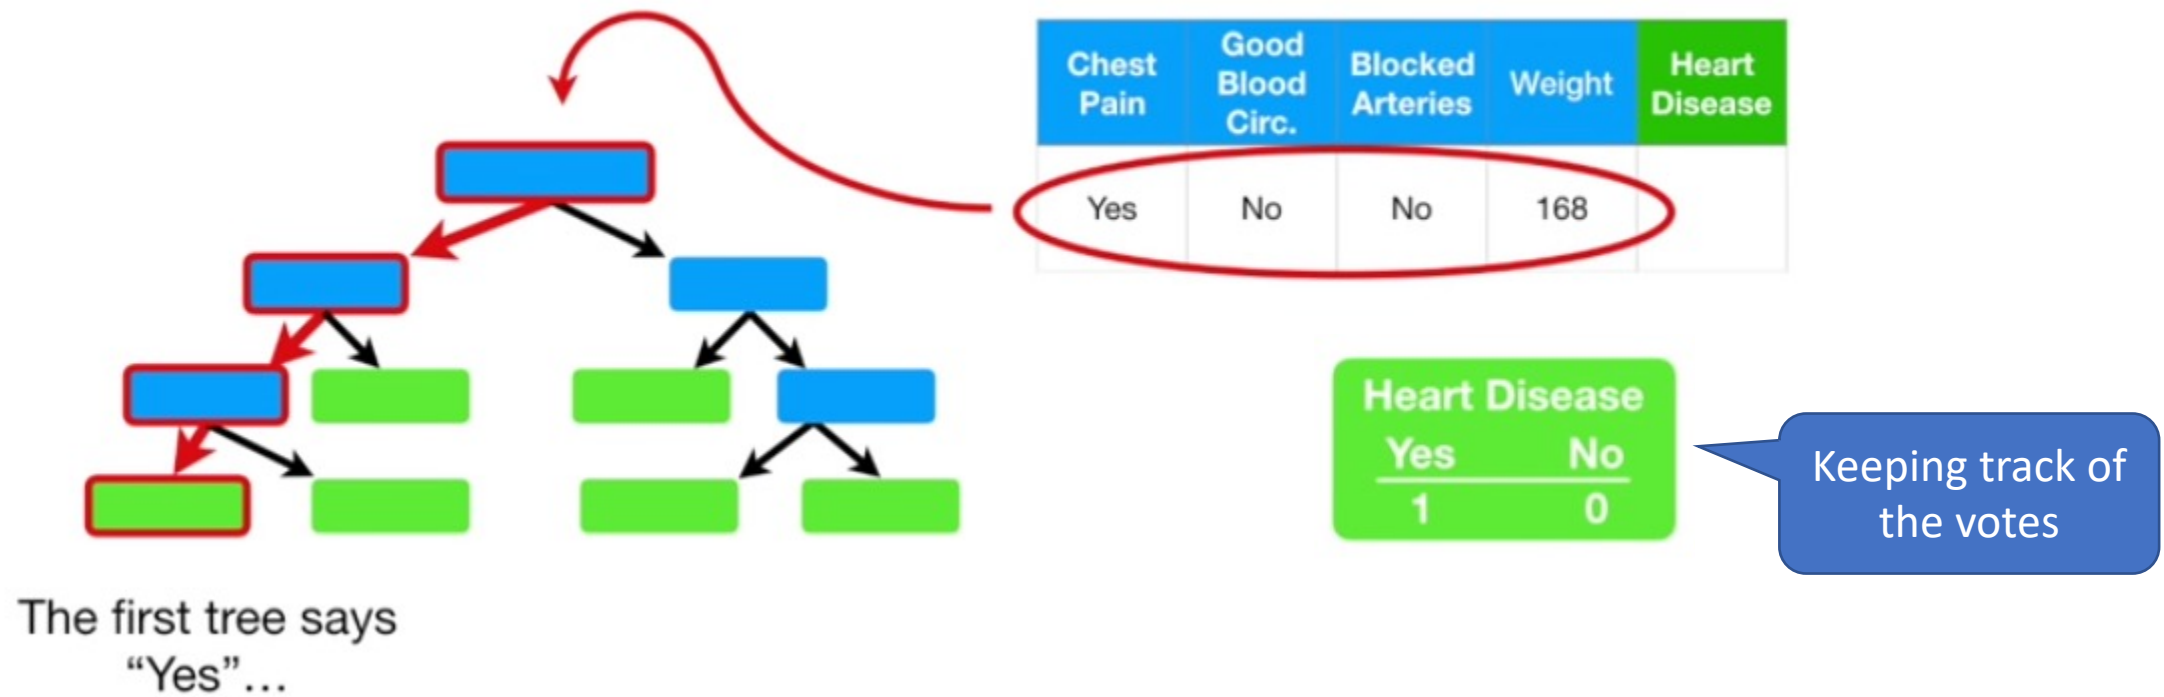 Chest
Pain
Good
Blood
Circ.
Blocked
Arteries
Weight
Heart
Disease
Yes No No 168
Heart Disease
Yes No
1 0
Keeping track of
the votes
The first tree says
“Yes”…